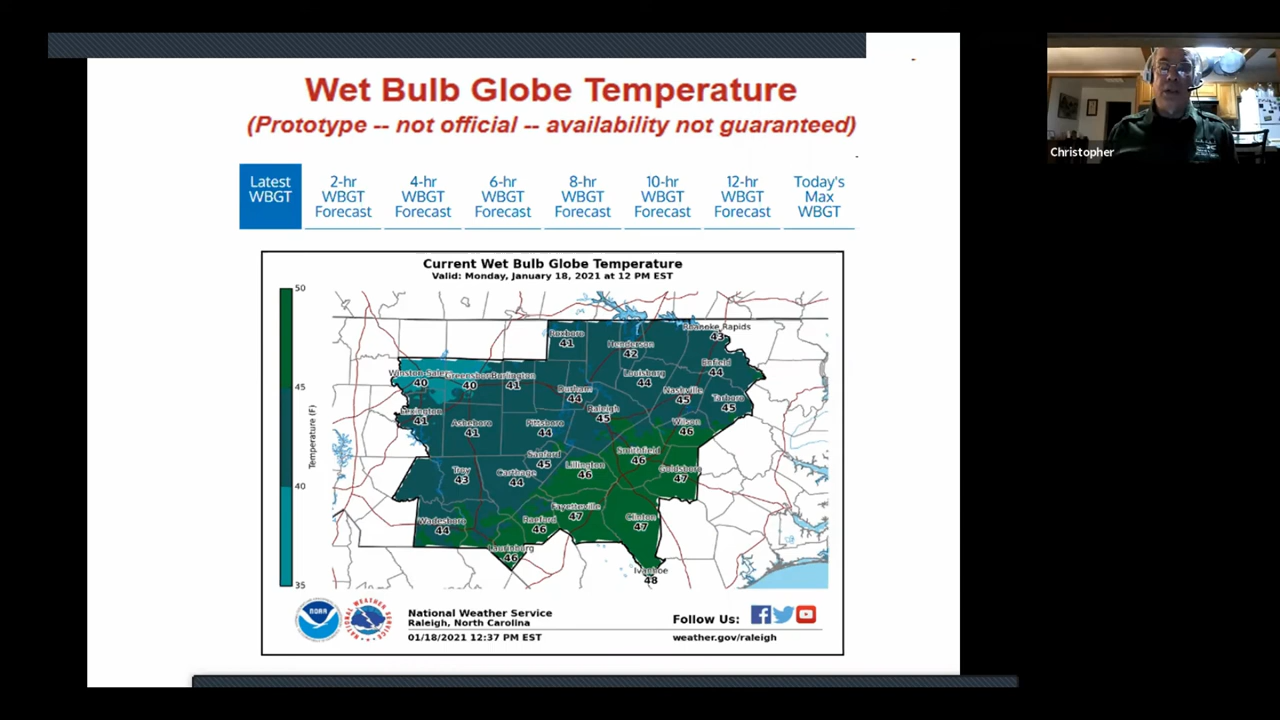 Wet Bulb Globe Temperature
(Prototype -- not official -- availability not guaranteed)
Christopher
Latest
WBGT
2-hr
WBGT
Forecast
4-hr
WBGT
Forecast
6-hr
WBGT
Forecast
8-hr
WBGT
Forecast
10-hr
WBGT
Forecast
12-hr
WBGT
Forecast
Today's
Max
WBGT
Current Wet Bulb Globe Temperature
Valid: Monday, January 18, 2021 at 12 PM EST
50
45
40
35
Temperature (F)
Roanoke Rapids
43
Roxboro
41
Henderson
42
Enfield
44
Winston-Salem
40
Greensboro
40
Burlington
41
Louisburg
44
Durham
44
Nashville
45
Tarboro
45
Lexington
41
Raleigh
45
Asheboro
41
Pittsboro
44
Wilson
46
Sanford
45
Smithfield
46
Troy
43
Carthage
44
Lillington
46
Goldsboro
47
Wadesboro
44
Raeford
46
Fayetteville
47
Clinton
47
Laurinburg
46
Ivanhoe
48
NOAA
NATIONAL WEATHER SERVICE
National Weather Service
Raleigh, North Carolina
01/18/2021 12:37 PM EST
Follow Us:
weather.gov/raleigh